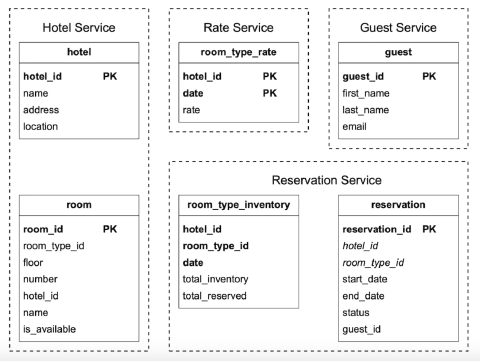 Hotel Service
hotel
hotel_id PK
name
address
location
room
room_id PK
room_type_id
floor
number
hotel_id
name
is_available
Rate Service
room_type_rate
hotel_id PK
date PK
rate
Guest Service
guest
guest_id PK
first_name
last_name
email
Reservation Service
room_type_inventory
hotel_id
room_type_id
date
total_inventory
total_reserved
reservation
reservation_id PK
hotel_id
room_type_id
start_date
end_date
status
guest_id